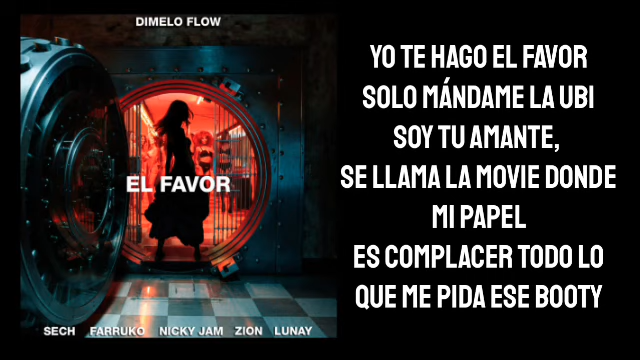 DIMELO FLOW
EL FAVOR
SECH FARRUKO NICKY JAM ZION LUNAY
YO TE HAGO EL FAVOR
SOLO MÁNDAME LA UBI
SOY TU AMANTE,
SE LLAMA LA MOVIE DONDE
MI PAPEL
ES COMPLACER TODO LO
QUE ME PIDA ESE BOOTY